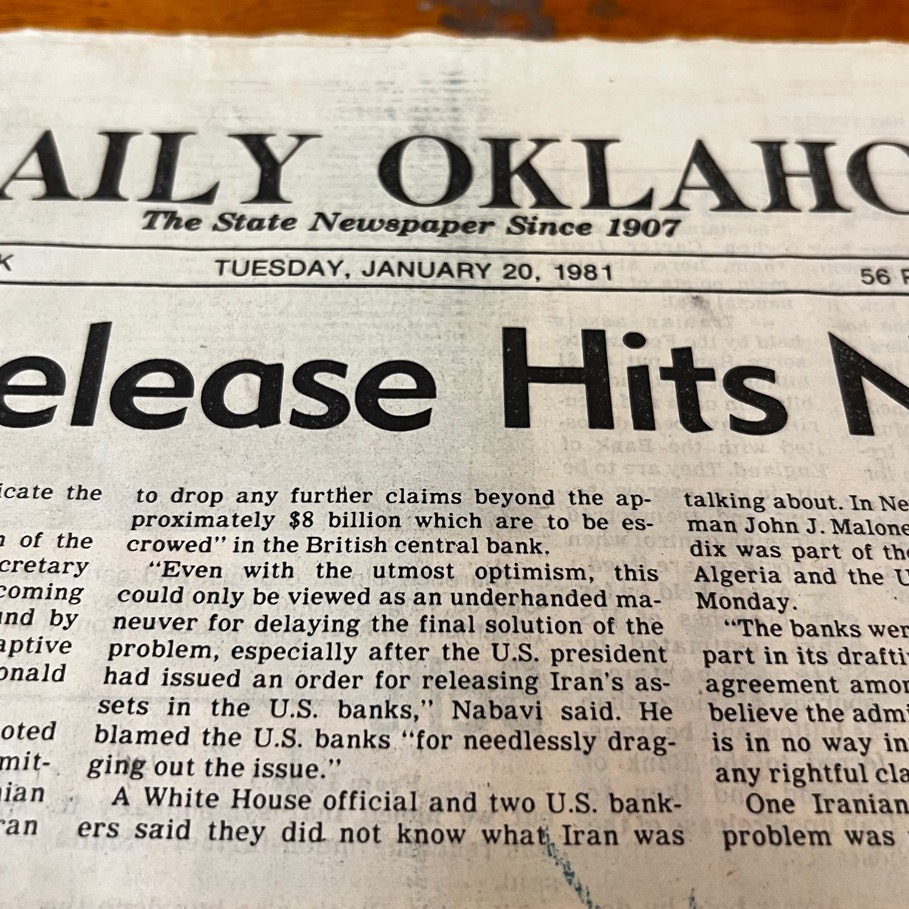 AILY OKLAHO
The State Newspaper Since 1907
K TUESDAY, JANUARY 20, 1981 56 P
elease Hits N
icate the
n of the
cretary
coming
und by
aptive
onald
oted
mit-
nian
ran
to drop any further claims beyond the ap-
proximately $8 billion which are to be es-
crowed" in the British central bank.
"Even with the utmost optimism, this
could only be viewed as an underhanded ma-
neuver for delaying the final solution of the
problem, especially after the U.S. president
had issued an order for releasing Iran's as-
sets in the U.S. banks," Nabavi said. He
blamed the U.S. banks "for needlessly drag-
ging out the issue."
A White House official and two U.S. bank-
ers said they did not know what Iran was
talking about. In Ne
man John J. Malone
dix was part of the
Algeria and the U
Monday.
"The banks wer
part in its drafti
agreement amon
believe the admi
is in no way in
any rightful cla
One Iranian
problem was